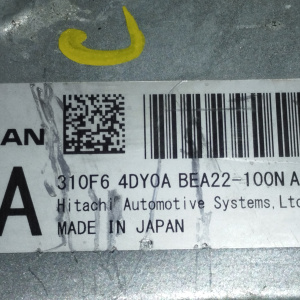 AN
A 310F6 4DY0A BEA22-100N A
Hitachi Automotive Systems, Ltd
MADE IN JAPAN